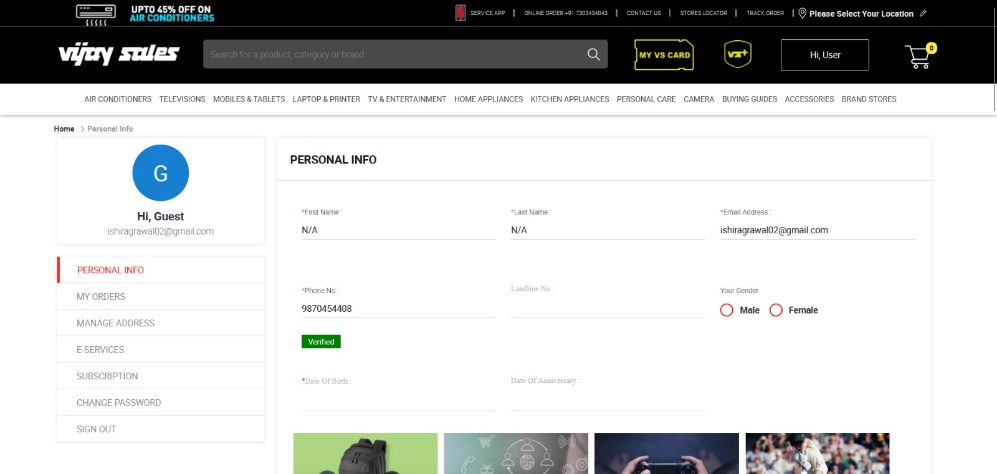 UPTO 45% OFF ON
AIR CONDITIONERS
SERVICE APP | ONLINE ORDER:+91 7303434043 | CONTACT US | STORES LOCATOR | TRACK ORDER | Please Select Your Location
vijay sales
Search for a product, category or brand
MY VS CARD
VS+
Hi, User
0
AIR CONDITIONERS TELEVISIONS MOBILES & TABLETS LAPTOP & PRINTER TV & ENTERTAINMENT HOME APPLIANCES KITCHEN APPLIANCES PERSONAL CARE CAMERA BUYING GUIDES ACCESSORIES BRAND STORES
Home > Personal Info
G
Hi, Guest
ishiragrawal02@gmail.com
PERSONAL INFO
MY ORDERS
MANAGE ADDRESS
E-SERVICES
SUBSCRIPTION
CHANGE PASSWORD
SIGN OUT
PERSONAL INFO
*First Name : *Last Name : *Email Address :
N/A N/A ishiragrawal02@gmail.com
*Phone No : Landline No : Your Gender
9870454408 Male Female
Verified
*Date Of Birth : Date Of Anniversary :